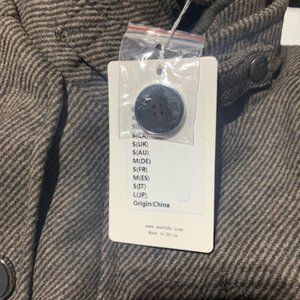 S(CA)
S(UK)
S(AU)
M(DE)
S(FR)
M(ES)
S(IT)
L(JP)
Origin:China
Made in China